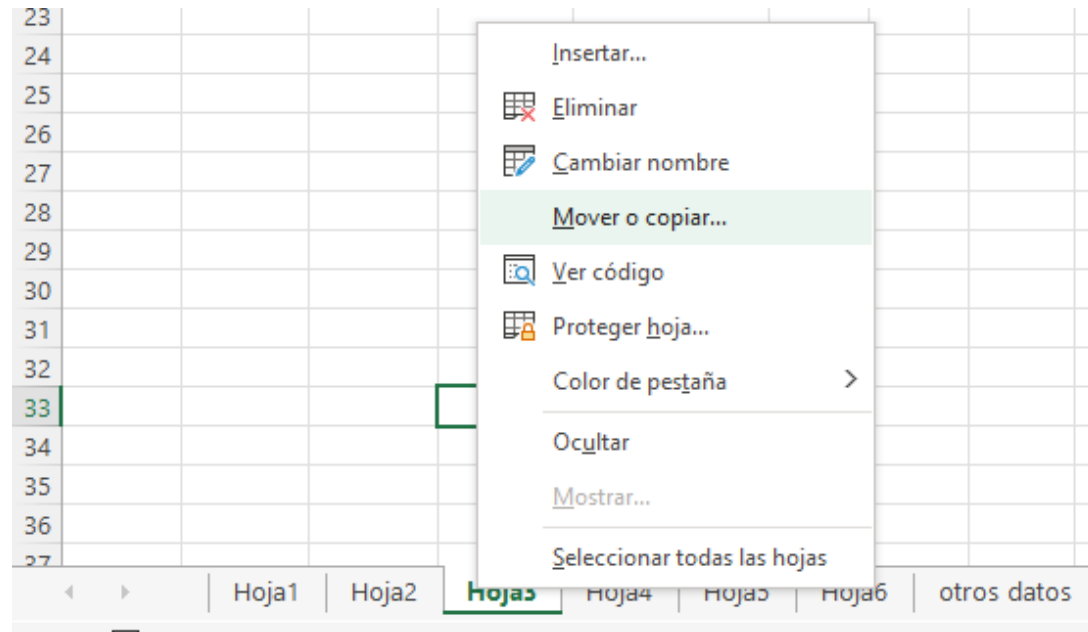 23
24
25
26
27
28
29
30
31
32
33
34
35
36
37
Insertar...
Eliminar
Cambiar nombre
Mover o copiar...
Ver código
Proteger hoja...
Color de pestaña
Ocultar
Mostrar...
Seleccionar todas las hojas
Hoja1 Hoja2 Hoja3 Hoja4 Hoja5 Hoja6 otros datos